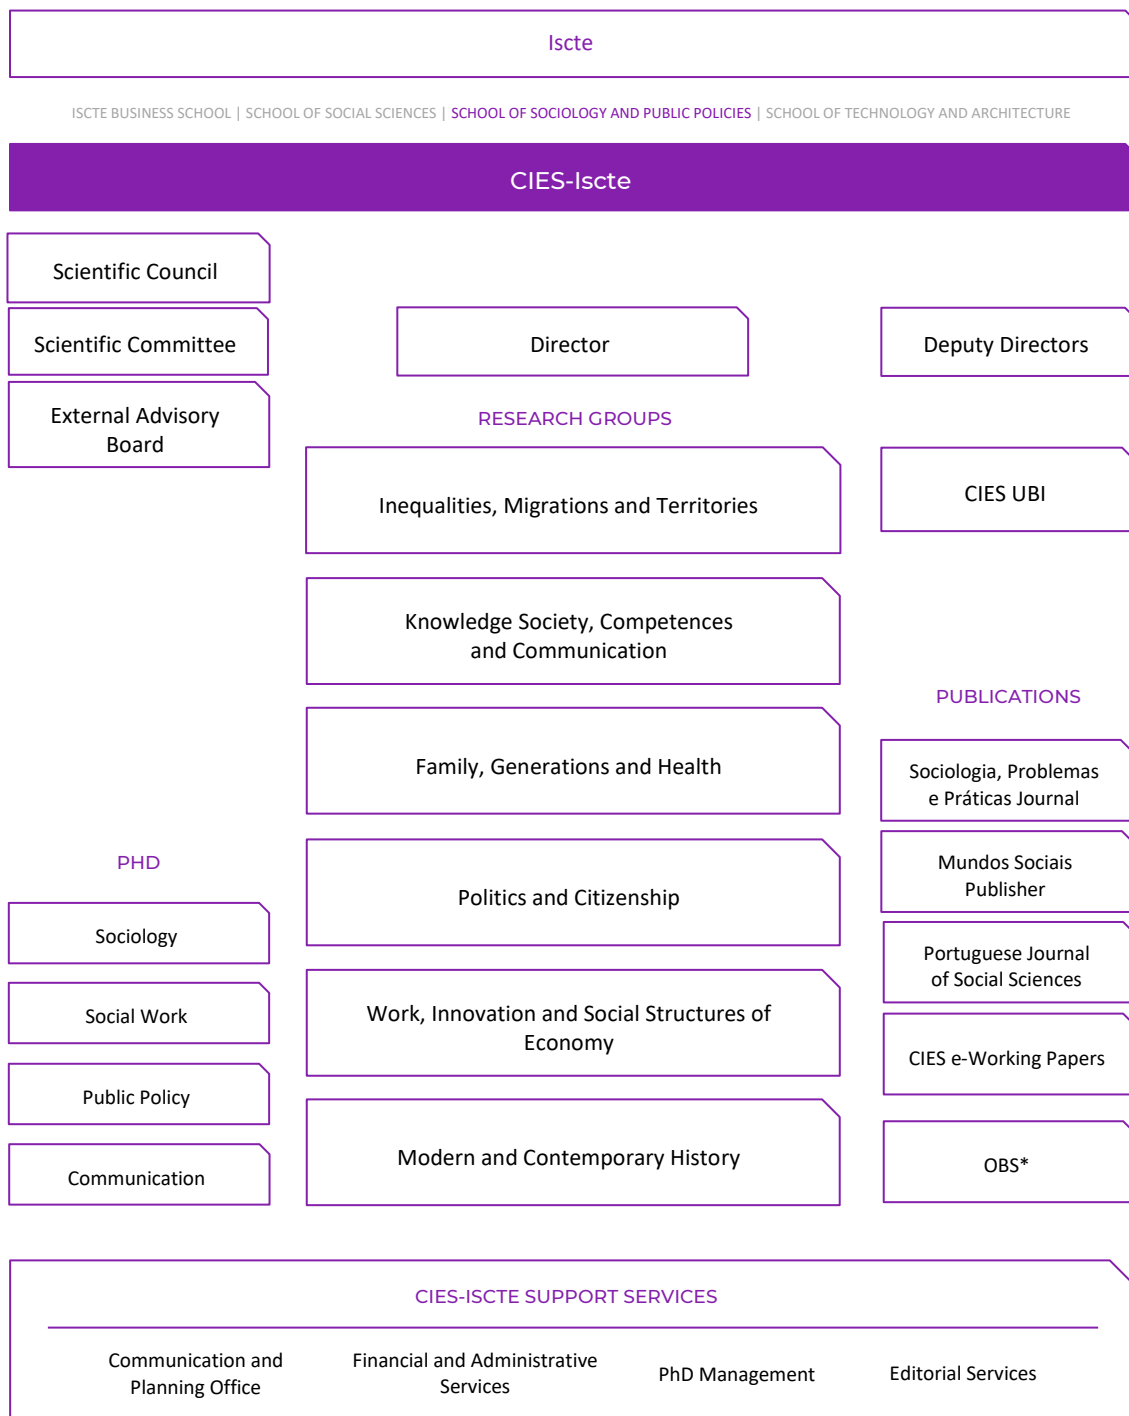 Iscte
ISCTE BUSINESS SCHOOL | SCHOOL OF SOCIAL SCIENCES | SCHOOL OF SOCIOLOGY AND PUBLIC POLICIES | SCHOOL OF TECHNOLOGY AND ARCHITECTURE
CIES-Iscte
Scientific Council
Scientific Committee
External Advisory
Board
Director
Deputy Directors
RESEARCH GROUPS
Inequalities, Migrations and Territories
Knowledge Society, Competences
and Communication
Family, Generations and Health
Politics and Citizenship
Work, Innovation and Social Structures of
Economy
Modern and Contemporary History
CIES UBI
PUBLICATIONS
Sociologia, Problemas
e Práticas Journal
Mundos Sociais
Publisher
Portuguese Journal
of Social Sciences
CIES e-Working Papers
OBS*
PHD
Sociology
Social Work
Public Policy
Communication
CIES-ISCTE SUPPORT SERVICES
Communication and
Planning Office
Financial and Administrative
Services
PhD Management
Editorial Services